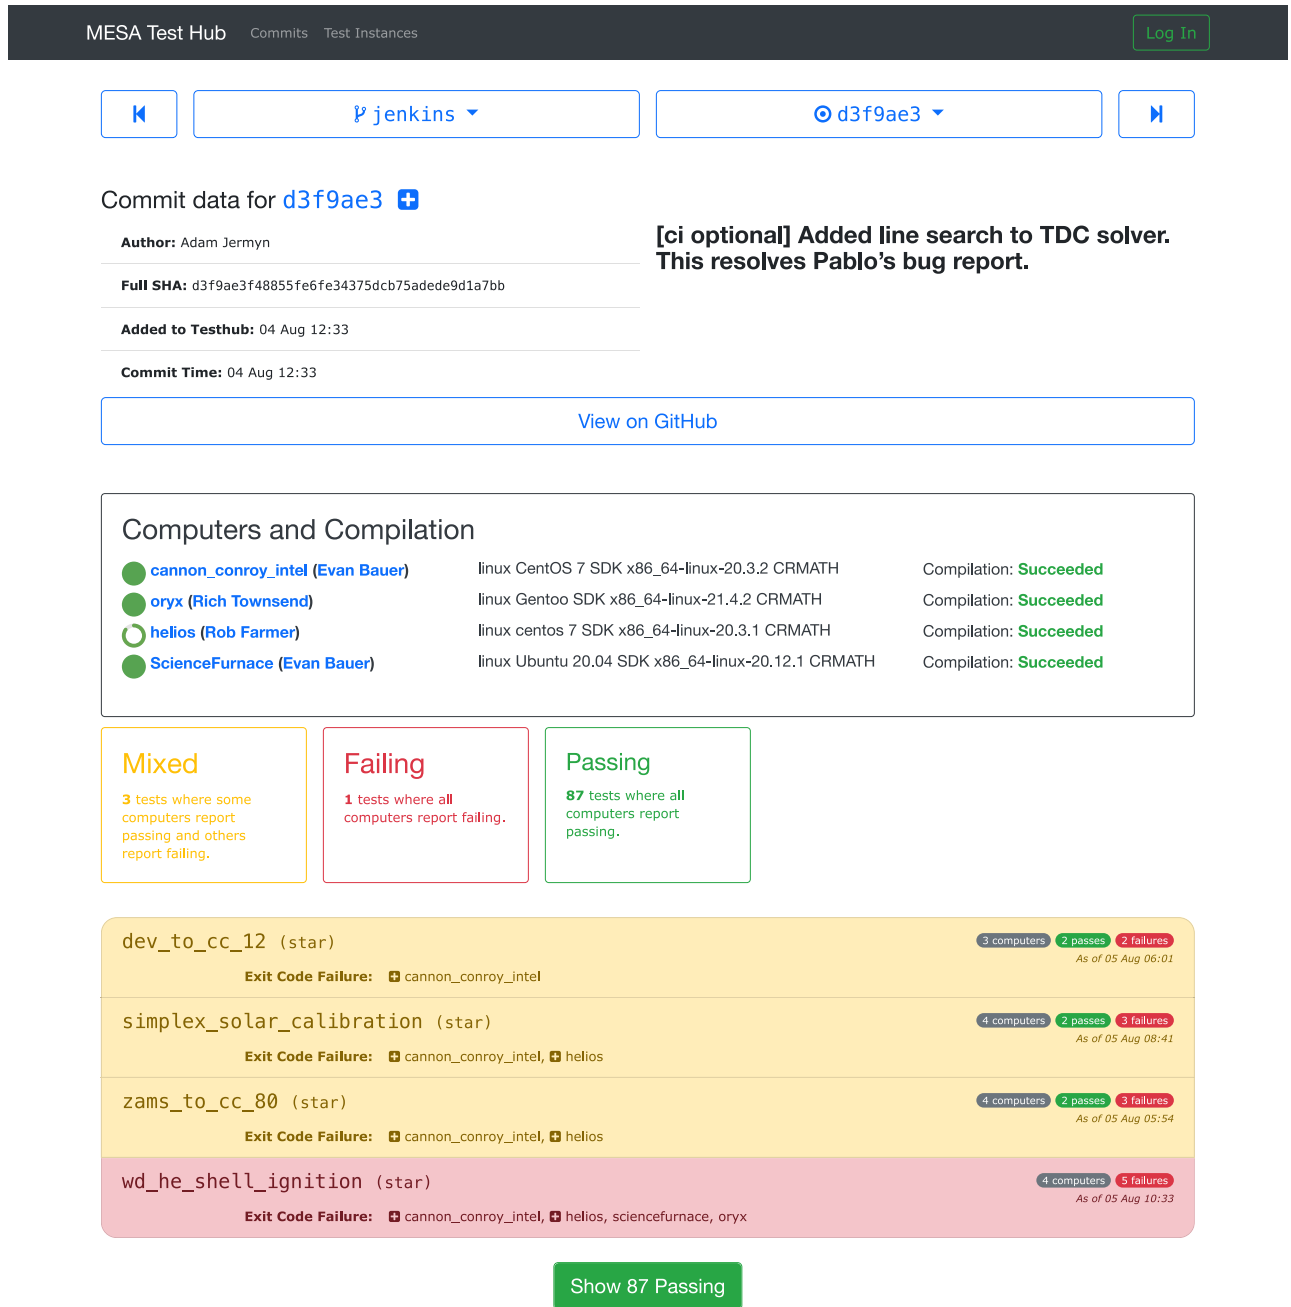 MESA Test Hub Commits Test Instances Log In
jenkins d3f9ae3
Commit data for d3f9ae3
Author: Adam Jermyn
Full SHA: d3f9ae3f48855fe6fe34375dcb75adede9d1a7bb
Added to Testhub: 04 Aug 12:33
Commit Time: 04 Aug 12:33
[ci optional] Added line search to TDC solver.
This resolves Pablo’s bug report.
View on GitHub
Computers and Compilation
cannon_conroy_intel (Evan Bauer) linux CentOS 7 SDK x86_64-linux-20.3.2 CRMATH Compilation: Succeeded
oryx (Rich Townsend) linux Gentoo SDK x86_64-linux-21.4.2 CRMATH Compilation: Succeeded
helios (Rob Farmer) linux centos 7 SDK x86_64-linux-20.3.1 CRMATH Compilation: Succeeded
ScienceFurnace (Evan Bauer) linux Ubuntu 20.04 SDK x86_64-linux-20.12.1 CRMATH Compilation: Succeeded
Mixed
3 tests where some
computers report
passing and others
report failing.
Failing
1 tests where all
computers report failing.
Passing
87 tests where all
computers report
passing.
dev_to_cc_12 (star) 3 computers 2 passes 2 failures
As of 05 Aug 06:01
Exit Code Failure: cannon_conroy_intel
simplex_solar_calibration (star) 4 computers 2 passes 3 failures
As of 05 Aug 08:41
Exit Code Failure: cannon_conroy_intel, helios
zams_to_cc_80 (star) 4 computers 2 passes 3 failures
As of 05 Aug 05:54
Exit Code Failure: cannon_conroy_intel, helios
wd_he_shell_ignition (star) 4 computers 5 failures
As of 05 Aug 10:33
Exit Code Failure: cannon_conroy_intel, helios, sciencefurnace, oryx
Show 87 Passing